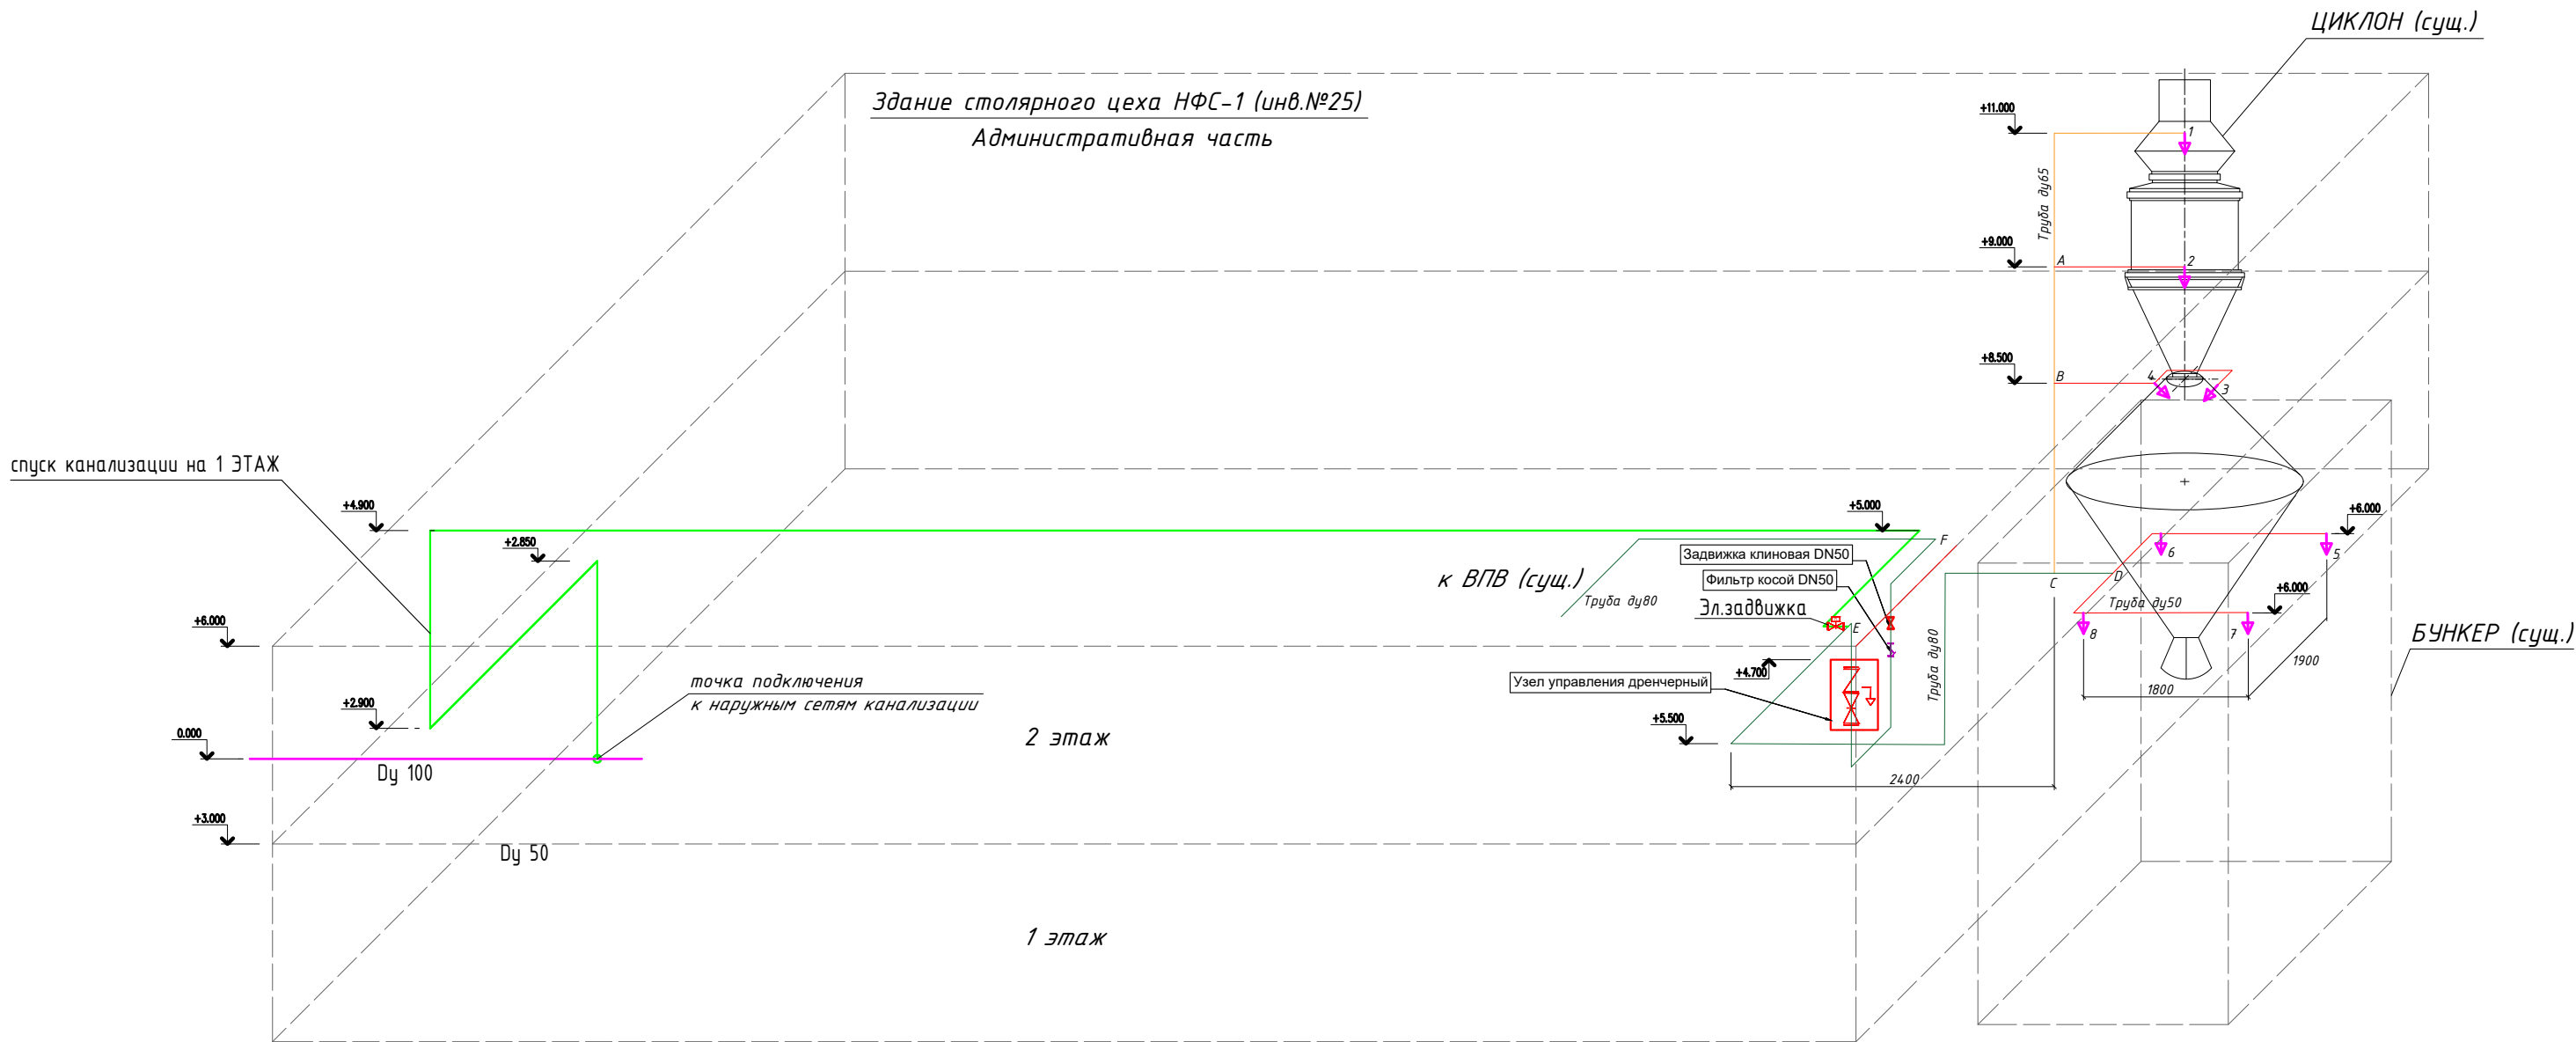 ЦИКЛОН (сущ.)
Здание столярного цеха НФС-1 (инв.№25)
Административная часть
+11.000
1
Труба ду65
+9.000
A
2
+8.500
B
4
3
спуск канализации на 1 ЭТАЖ
+4.900
+2.850
+5.000
+6.000
F
Задвижка клиновая DN50
6
5
к ВПВ (сущ.)
Фильтр косой DN50
C
D
Труба ду80
Эл.задвижка
Труба ду50
+6.000
+6.000
E
8
7
БУНКЕР (сущ.)
+4.700
Труба ду80
1900
точка подключения
к наружным сетям канализации
Узел управления дренчерный
1800
+2.900
+5.500
0.000
2 этаж
Dy 100
2400
+3.000
Dy 50
1 этаж